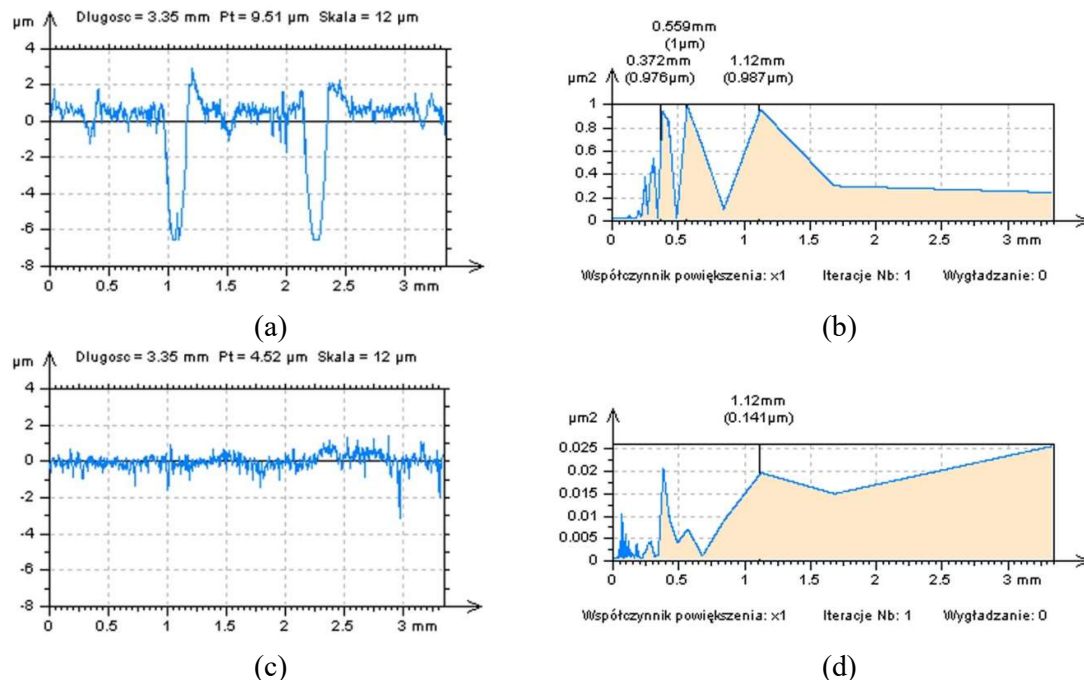 µm Dlugosc = 3.35 mm Pt = 9.51 µm Skala = 12 µm
4
2
0
-2
-4
-6
-8
0 0.5 1 1.5 2 2.5 3 mm
(a)
0.559mm
(1µm)
0.372mm 1.12mm
(0.976µm) (0.987µm)
µm2
1
0.8
0.6
0.4
0.2
0
0 0.5 1 1.5 2 2.5 3 mm
Współczynnik powiększenia: x1 Iteracje Nb: 1 Wygładzanie: 0
(b)
µm Dlugosc = 3.35 mm Pt = 4.52 µm Skala = 12 µm
4
2
0
-2
-4
-6
-8
0 0.5 1 1.5 2 2.5 3 mm
(c)
1.12mm
(0.141µm)
µm2
0.025
0.02
0.015
0.01
0.005
0
0 0.5 1 1.5 2 2.5 3 mm
Współczynnik powiększenia: x1 Iteracje Nb: 1 Wygładzanie: 0
(d)